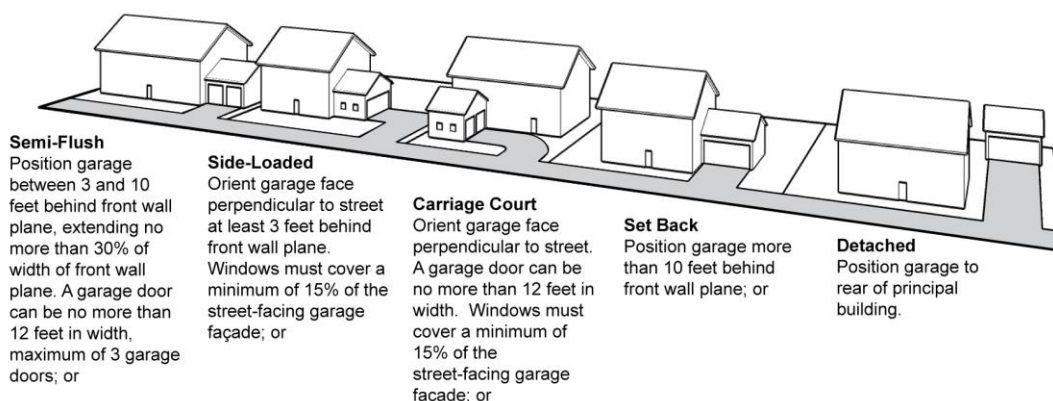 Semi-Flush
Position garage
between 3 and 10
feet behind front wall
plane, extending no
more than 30% of
width of front wall
plane. A garage door
can be no more than
12 feet in width,
maximum of 3 garage
doors; or
Side-Loaded
Orient garage face
perpendicular to street
at least 3 feet behind
front wall plane.
Windows must cover a
minimum of 15% of the
street-facing garage
façade; or
Carriage Court
Orient garage face
perpendicular to street.
A garage door can be
no more than 12 feet in
width.  Windows must
cover a minimum of
15% of the
street-facing garage
facade; or
Set Back
Position garage more
than 10 feet behind
front wall plane; or
Detached
Position garage to
rear of principal
building.